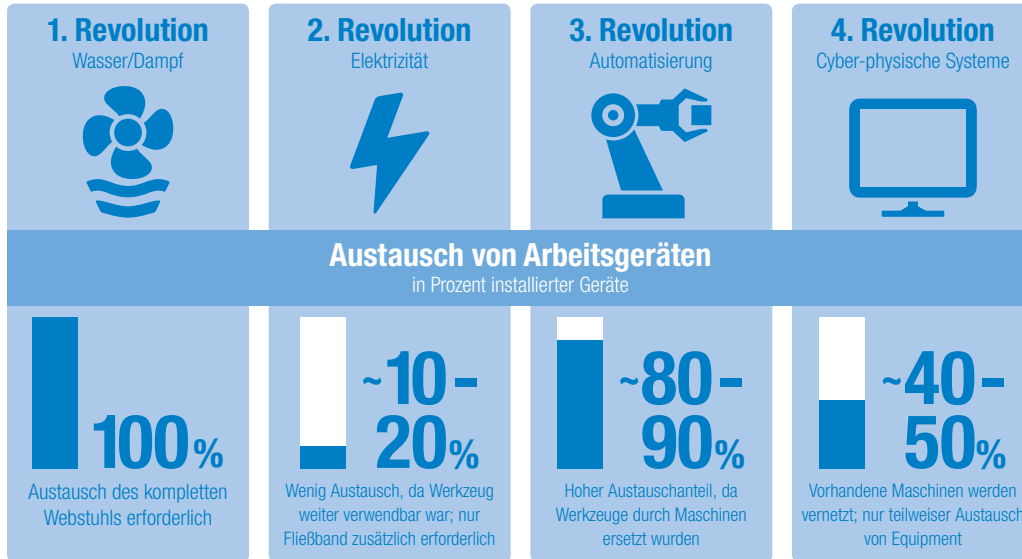 1. Revolution
Wasser/Dampf
2. Revolution
Elektrizität
3. Revolution
Automatisierung
4. Revolution
Cyber-physische Systeme
Austausch von Arbeitsgeräten
in Prozent installierter Geräte
100%
Austausch des kompletten
Webstuhls erforderlich
~10–
20%
Wenig Austausch, da Werkzeug
weiter verwendbar war; nur
Fließband zusätzlich erforderlich
~80–
90%
Hoher Austauschanteil, da
Werkzeuge durch Maschinen
ersetzt wurden
~40–
50%
Vorhandene Maschinen werden
vernetzt; nur teilweiser Austausch
von Equipment